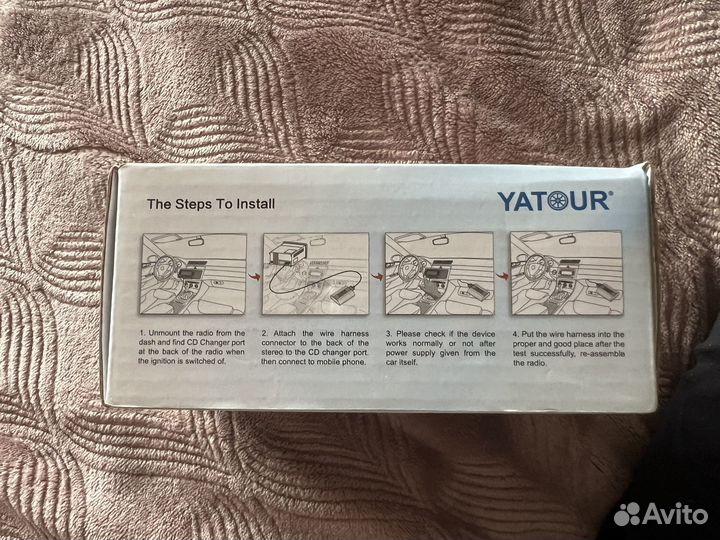 The Steps To Install
YATOUR®
1. Unmount the radio from the
dash and find CD Changer port
at the back of the radio when
the ignition is switched of.
2. Attach the wire harness
connector to the back of the
stereo to the CD changer port.
then connect to mobile phone.
3. Please check if the device
works normally or not after
power supply given from the
car itself.
4. Put the wire harness into the
proper and good place after the
test successfully, re-assemble
the radio.
Avito